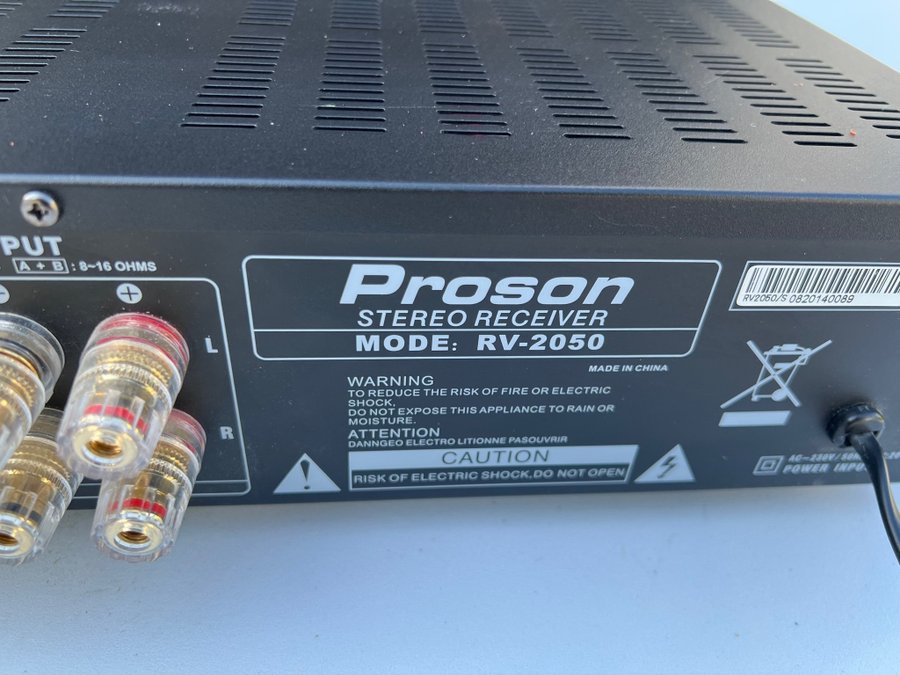 PUT
A + B : 8~16 OHMS
L
R
Proson
STEREO RECEIVER
MODE: RV-2050
MADE IN CHINA
WARNING
TO REDUCE THE RISK OF FIRE OR ELECTRIC
SHOCK,
DO NOT EXPOSE THIS APPLIANCE TO RAIN OR
MOISTURE.
ATTENTION
DANNGEO ELECTRO LITIONNE PASOUVRIR
CAUTION
RISK OF ELECTRIC SHOCK,DO NOT OPEN
RV2050/S 0820140089
AC~230V/50H
POWER INPU